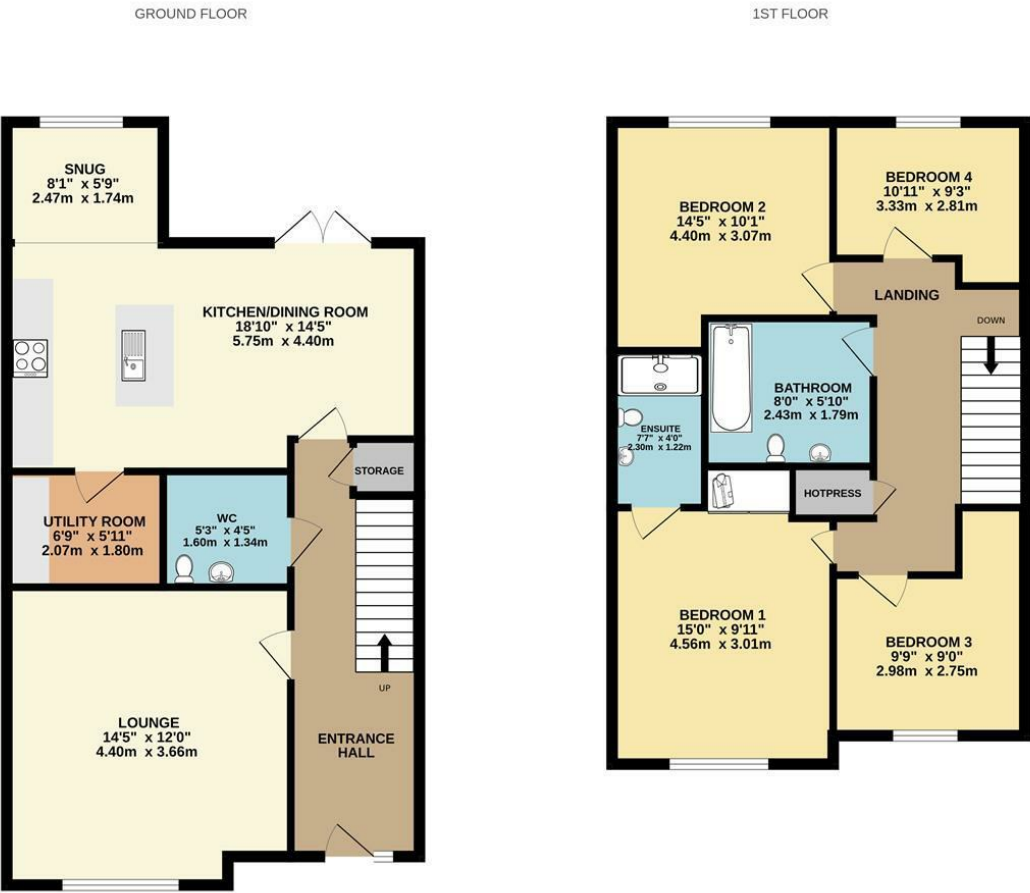 GROUND FLOOR
SNUG
8'1" x 5'9"
2.47m x 1.74m
KITCHEN/DINING ROOM
18'10" x 14'5"
5.75m x 4.40m
STORAGE
UTILITY ROOM
6'9" x 5'11"
2.07m x 1.80m
WC
5'3" x 4'5"
1.60m x 1.34m
UP
LOUNGE
14'5" x 12'0"
4.40m x 3.66m
ENTRANCE
HALL
1ST FLOOR
BEDROOM 2
14'5" x 10'1"
4.40m x 3.07m
BEDROOM 4
10'11" x 9'3"
3.33m x 2.81m
LANDING
DOWN
BATHROOM
8'0" x 5'10"
2.43m x 1.79m
ENSUITE
7'7" x 4'0"
2.30m x 1.22m
HOTPRESS
BEDROOM 1
15'0" x 9'11"
4.56m x 3.01m
BEDROOM 3
9'9" x 9'0"
2.98m x 2.75m